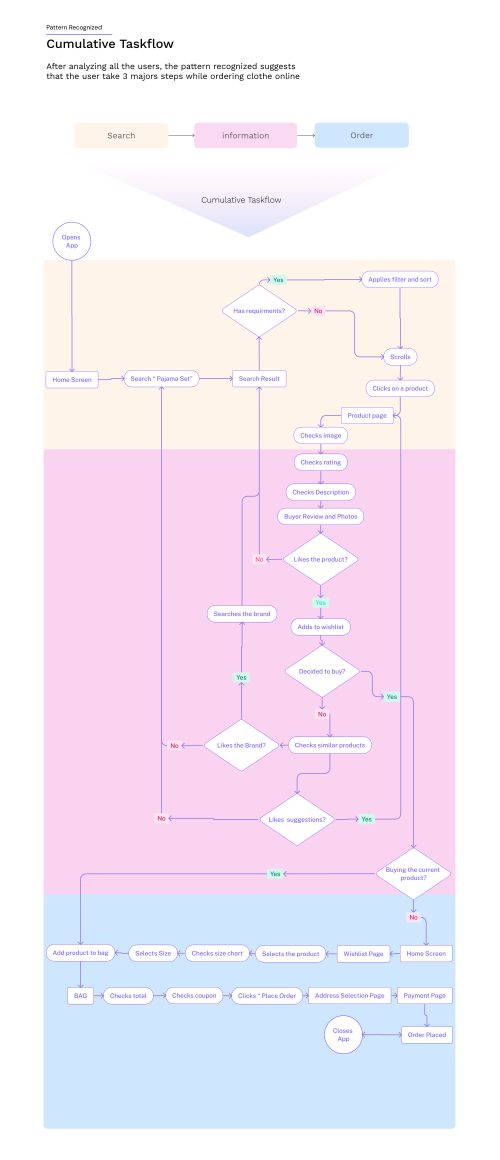 Pattern Recognized
Cumulative Taskflow
After analyzing all the users, the pattern recognized suggests
that the user take 3 majors steps while ordering clothe online
Search
information
Order
Cumulative Taskflow
Opens
App
Yes
Applies filter and sort
Has requirments?
No
Scrolls
Home Screen
Search " Pajama Set"
Search Result
Clicks on a product
Product page
Checks image
Checks rating
Checks Description
Buyer Review and Photos
No
Likes the product?
Yes
Searches the brand
Adds to wishlist
Decided to buy?
Yes
Yes
No
No
Likes the Brand?
Checks similar products
No
Likes suggestions?
Yes
Buying the current
product?
Yes
No
Add product to bag
Selects Size
Checks size chart
Selects the product
Wishlist Page
Home Screen
BAG
Checks total
Checks coupon
Clicks " Place Order
Address Selection Page
Payment Page
Closes
App
Order Placed